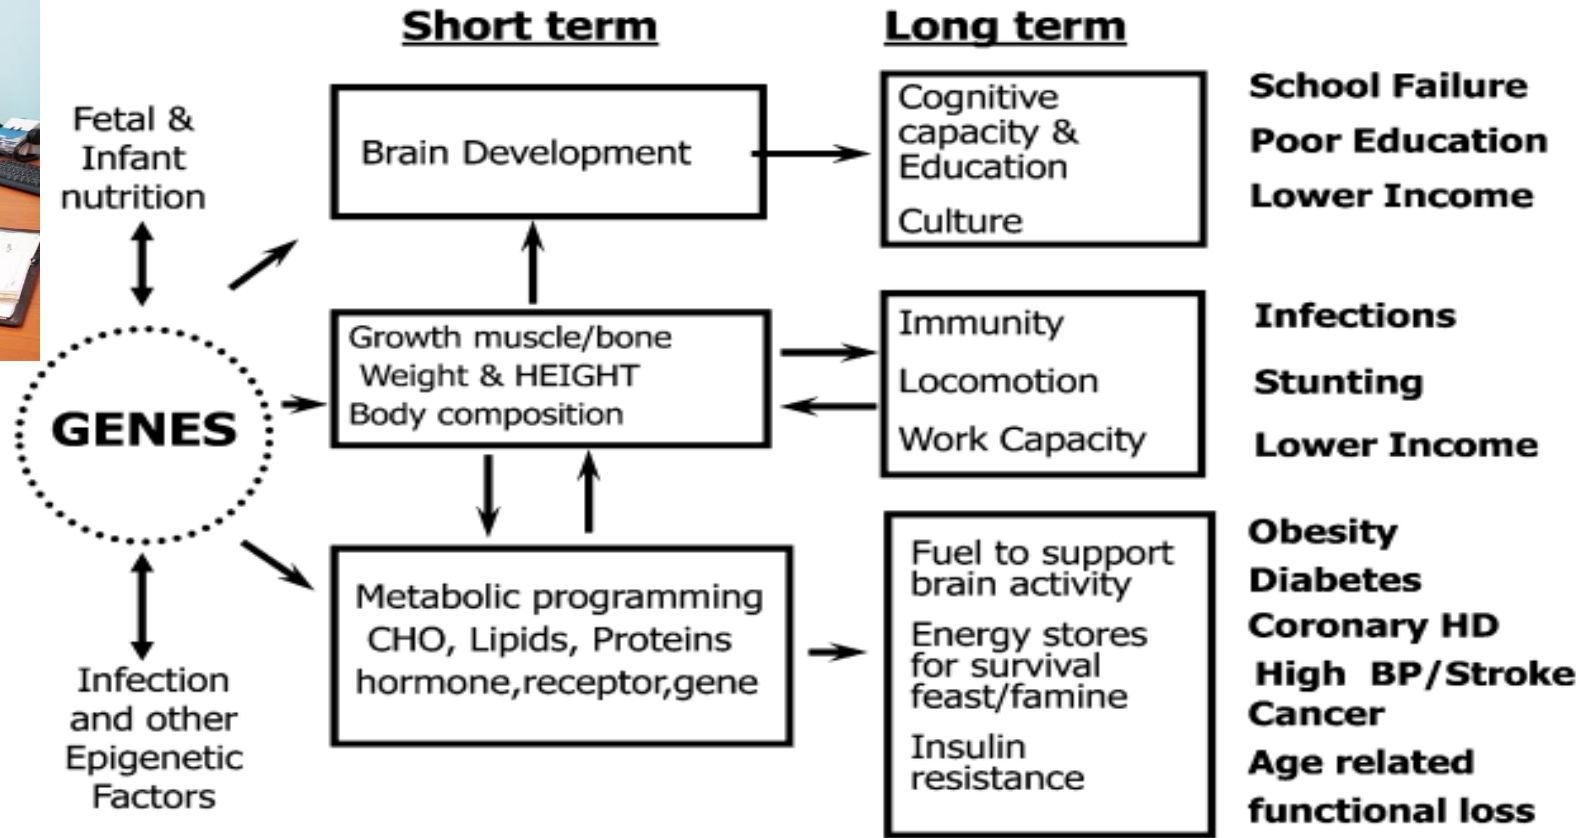 Short term
Long term
Fetal &
Infant
nutrition
GENES
Infection
and other
Epigenetic
Factors
Brain Development
Growth muscle/bone
Weight & HEIGHT
Body composition
Metabolic programming
CHO, Lipids, Proteins
hormone,receptor,gene
Cognitive
capacity &
Education
Culture
Immunity
Locomotion
Work Capacity
Fuel to support
brain activity
Energy stores
for survival
feast/famine
Insulin
resistance
School Failure
Poor Education
Lower Income
Infections
Stunting
Lower Income
Obesity
Diabetes
Coronary HD
High BP/Stroke
Cancer
Age related
functional loss